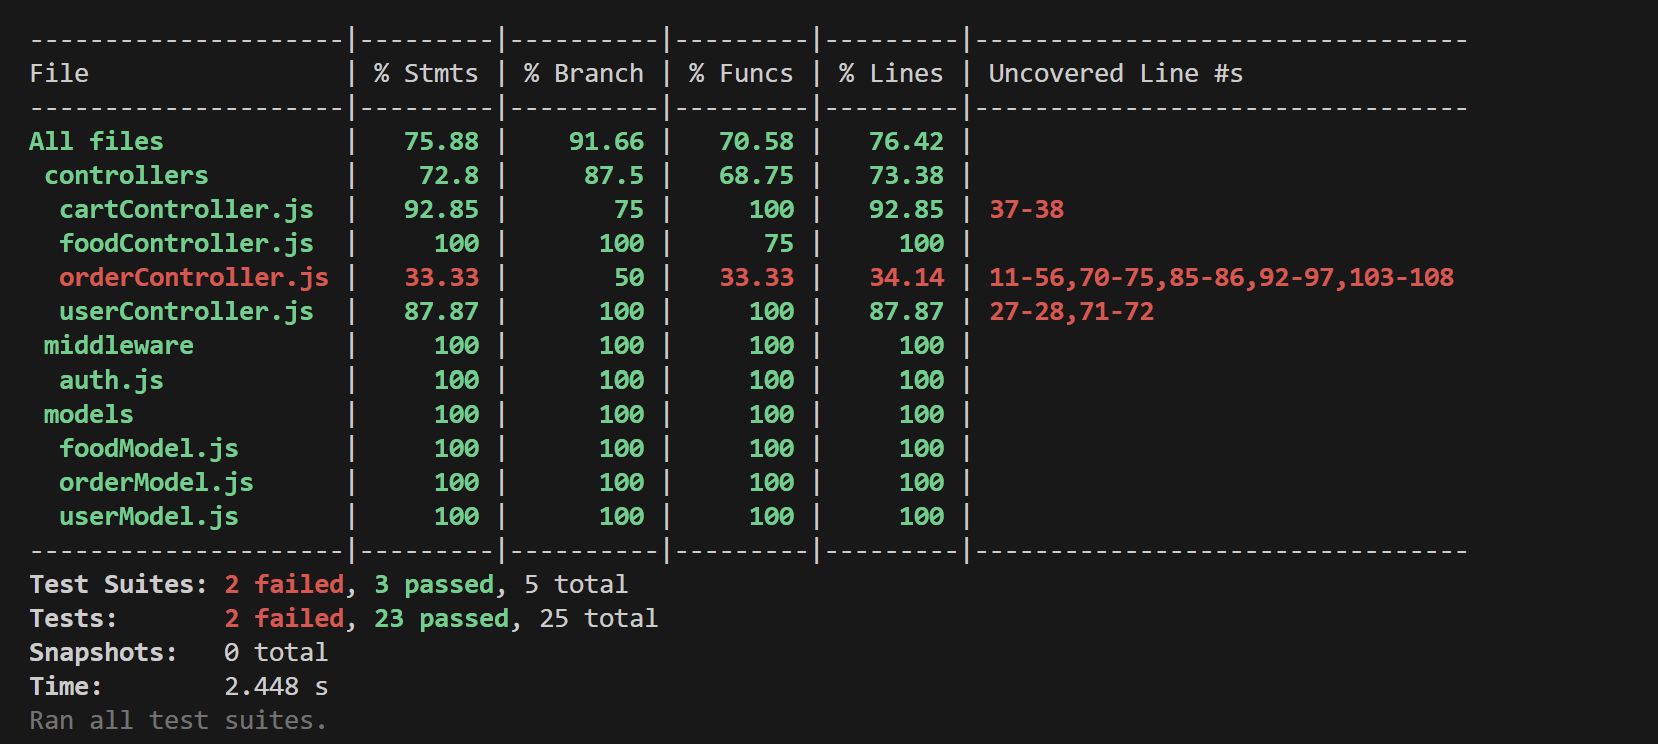 ---------------------|---------|----------|---------|---------|---------------------------------
File                 | % Stmts | % Branch | % Funcs | % Lines | Uncovered Line #s
---------------------|---------|----------|---------|---------|---------------------------------
All files            |   75.88 |    91.66 |   70.58 |   76.42 |
 controllers         |    72.8 |     87.5 |   68.75 |   73.38 |
  cartController.js  |   92.85 |       75 |     100 |   92.85 | 37-38
  foodController.js  |     100 |      100 |      75 |     100 |
  orderController.js |   33.33 |       50 |   33.33 |   34.14 | 11-56,70-75,85-86,92-97,103-108
  userController.js  |   87.87 |      100 |     100 |   87.87 | 27-28,71-72
 middleware          |     100 |      100 |     100 |     100 |
  auth.js            |     100 |      100 |     100 |     100 |
 models              |     100 |      100 |     100 |     100 |
  foodModel.js       |     100 |      100 |     100 |     100 |
  orderModel.js      |     100 |      100 |     100 |     100 |
  userModel.js       |     100 |      100 |     100 |     100 |
---------------------|---------|----------|---------|---------|---------------------------------
Test Suites: 2 failed, 3 passed, 5 total
Tests:       2 failed, 23 passed, 25 total
Snapshots:   0 total
Time:        2.448 s
Ran all test suites.